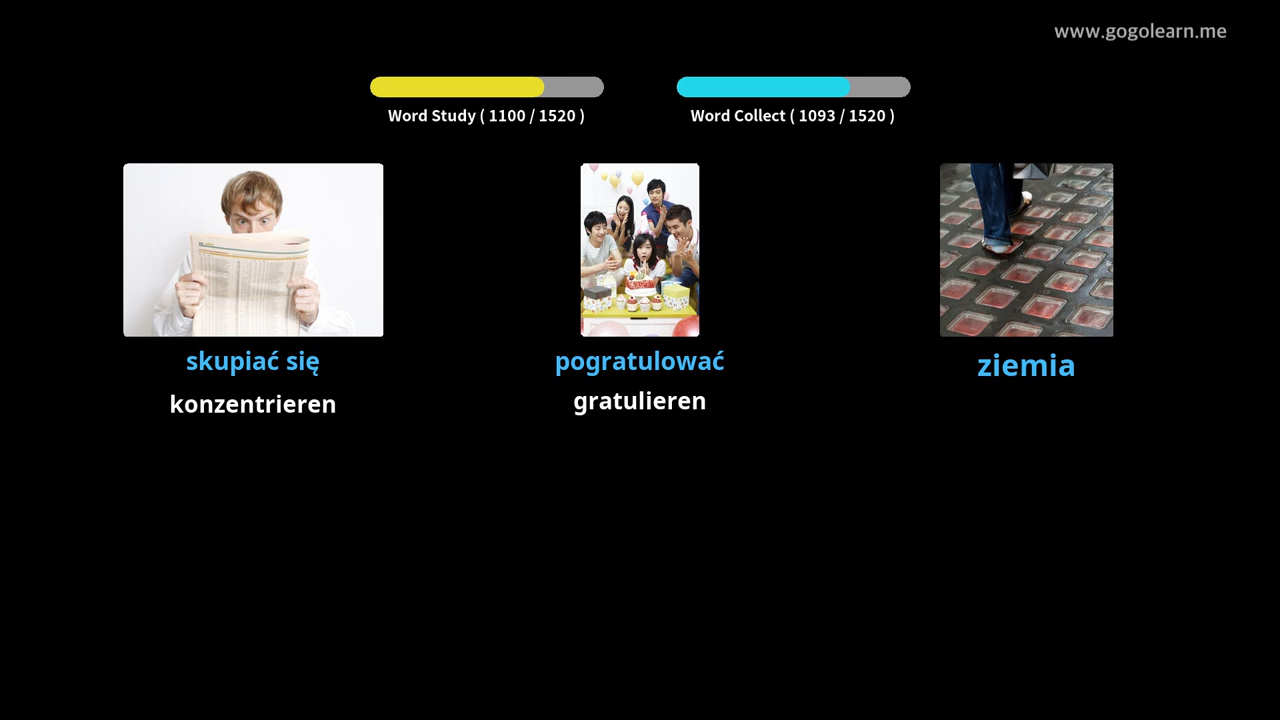 www.gogolearn.me
Word Study ( 1100 / 1520 )
Word Collect ( 1093 / 1520 )
skupiać się
konzentrieren
pogratulować
gratulieren
ziemia